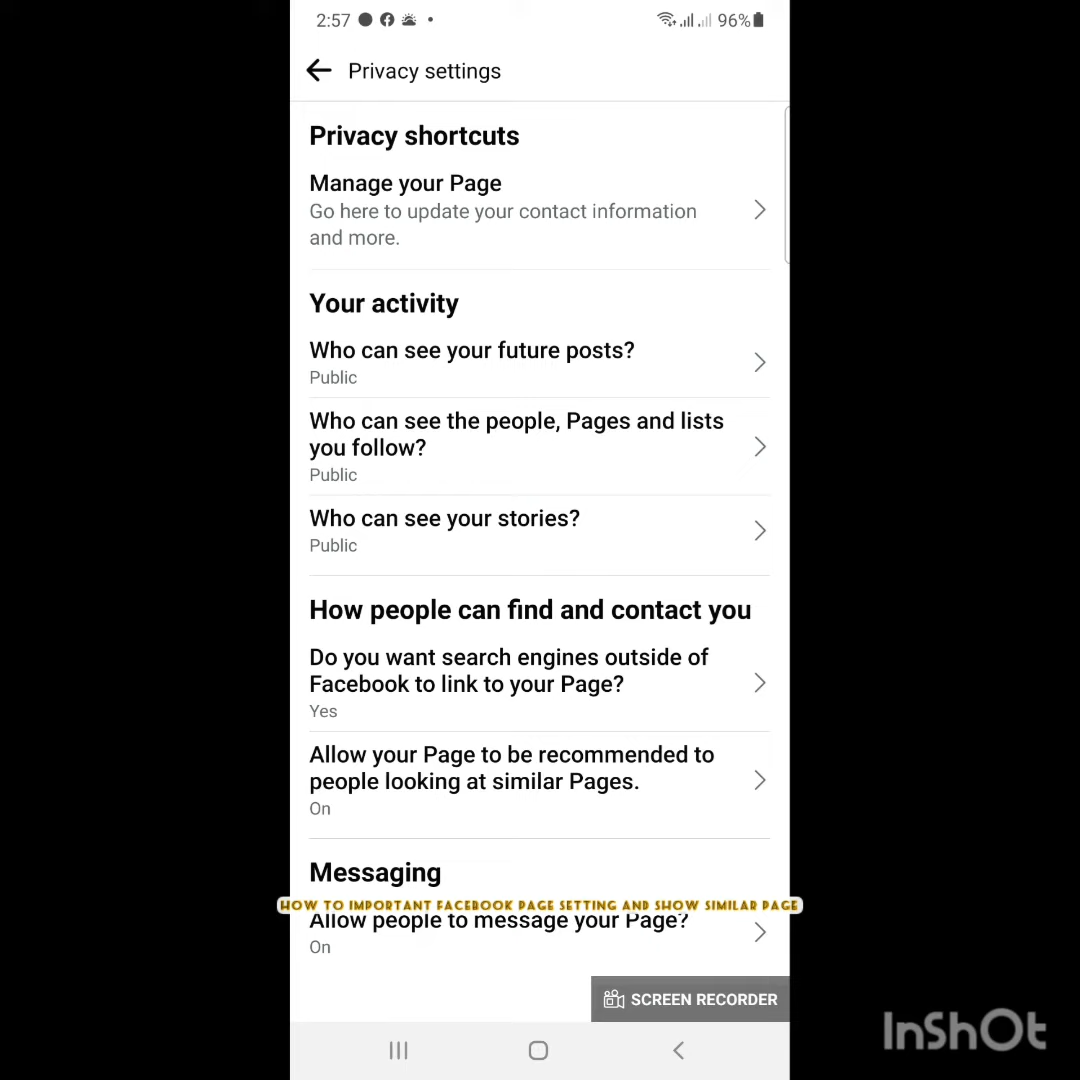 2:57
96%
Privacy settings
Privacy shortcuts
Manage your Page
Go here to update your contact information
and more.
Your activity
Who can see your future posts?
Public
Who can see the people, Pages and lists
you follow?
Public
Who can see your stories?
Public
How people can find and contact you
Do you want search engines outside of
Facebook to link to your Page?
Yes
Allow your Page to be recommended to
people looking at similar Pages.
On
Messaging
HOW TO IMPORTANT FACEBOOK PAGE SETTING AND SHOW SIMILAR PAGE
Allow people to message your Page?
On
SCREEN RECORDER
InShOt